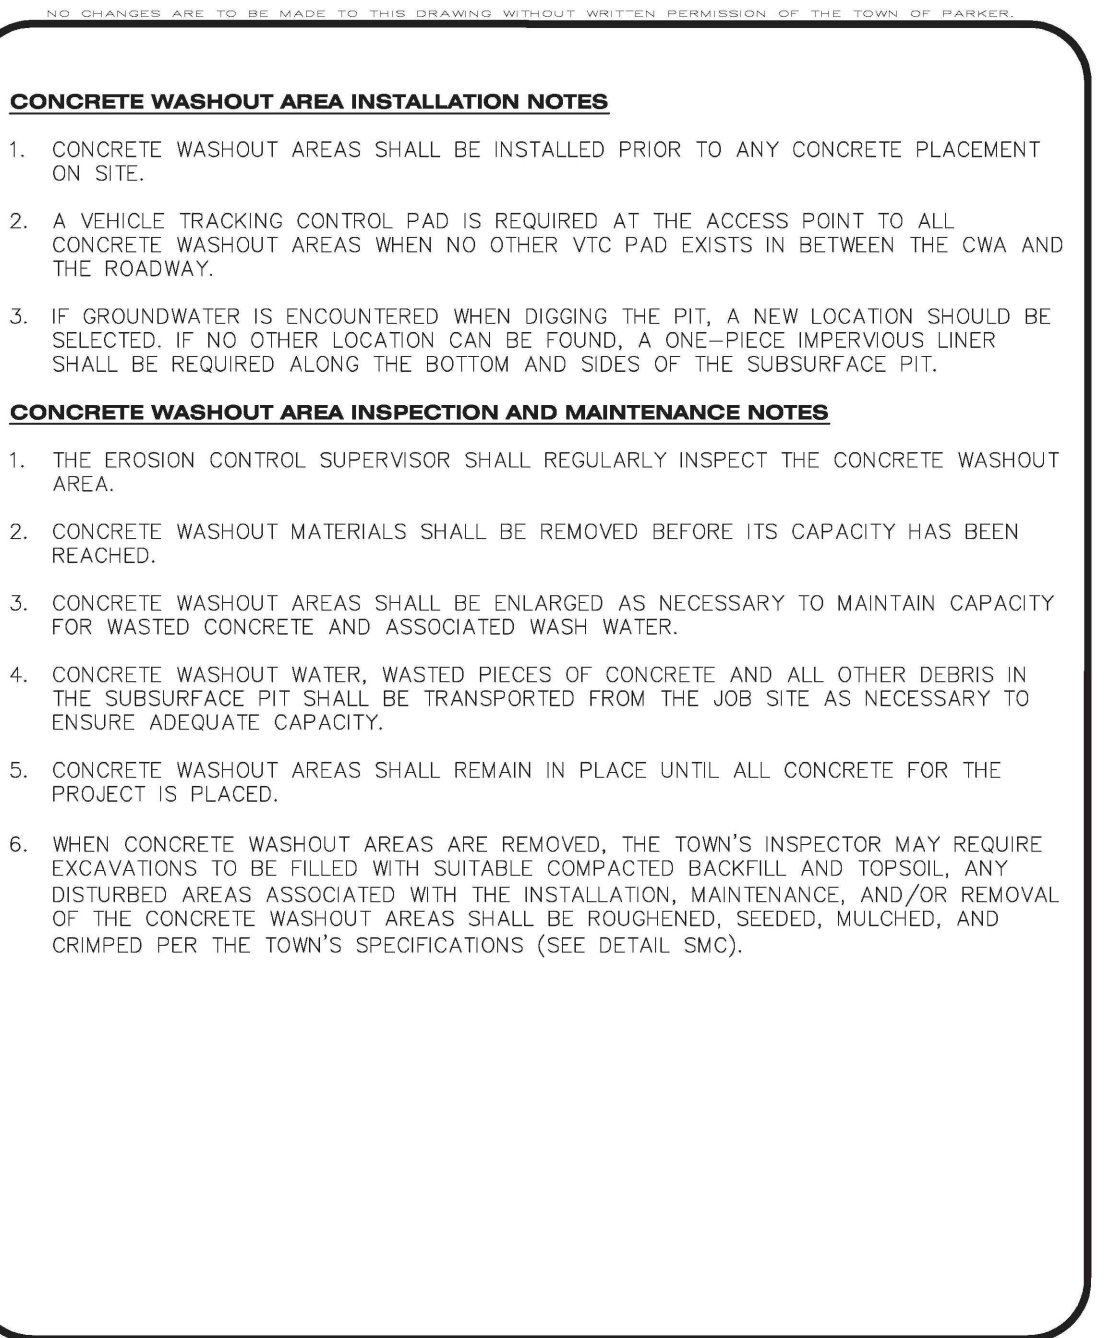 NO CHANGES ARE TO BE MADE TO THIS DRAWING WITHOUT WRITTEN PERMISSION OF THE TOWN OF PARKER.
CONCRETE WASHOUT AREA INSTALLATION NOTES
1. CONCRETE WASHOUT AREAS SHALL BE INSTALLED PRIOR TO ANY CONCRETE PLACEMENT
ON SITE.
2. A VEHICLE TRACKING CONTROL PAD IS REQUIRED AT THE ACCESS POINT TO ALL
CONCRETE WASHOUT AREAS WHEN NO OTHER VTC PAD EXISTS IN BETWEEN THE CWA AND
THE ROADWAY.
3. IF GROUNDWATER IS ENCOUNTERED WHEN DIGGING THE PIT, A NEW LOCATION SHOULD BE
SELECTED. IF NO OTHER LOCATION CAN BE FOUND, A ONE–PIECE IMPERVIOUS LINER
SHALL BE REQUIRED ALONG THE BOTTOM AND SIDES OF THE SUBSURFACE PIT.
CONCRETE WASHOUT AREA INSPECTION AND MAINTENANCE NOTES
1. THE EROSION CONTROL SUPERVISOR SHALL REGULARLY INSPECT THE CONCRETE WASHOUT
AREA.
2. CONCRETE WASHOUT MATERIALS SHALL BE REMOVED BEFORE ITS CAPACITY HAS BEEN
REACHED.
3. CONCRETE WASHOUT AREAS SHALL BE ENLARGED AS NECESSARY TO MAINTAIN CAPACITY
FOR WASTED CONCRETE AND ASSOCIATED WASH WATER.
4. CONCRETE WASHOUT WATER, WASTED PIECES OF CONCRETE AND ALL OTHER DEBRIS IN
THE SUBSURFACE PIT SHALL BE TRANSPORTED FROM THE JOB SITE AS NECESSARY TO
ENSURE ADEQUATE CAPACITY.
5. CONCRETE WASHOUT AREAS SHALL REMAIN IN PLACE UNTIL ALL CONCRETE FOR THE
PROJECT IS PLACED.
6. WHEN CONCRETE WASHOUT AREAS ARE REMOVED, THE TOWN'S INSPECTOR MAY REQUIRE
EXCAVATIONS TO BE FILLED WITH SUITABLE COMPACTED BACKFILL AND TOPSOIL, ANY
DISTURBED AREAS ASSOCIATED WITH THE INSTALLATION, MAINTENANCE, AND/OR REMOVAL
OF THE CONCRETE WASHOUT AREAS SHALL BE ROUGHENED, SEEDED, MULCHED, AND
CRIMPED PER THE TOWN'S SPECIFICATIONS (SEE DETAIL SMC).